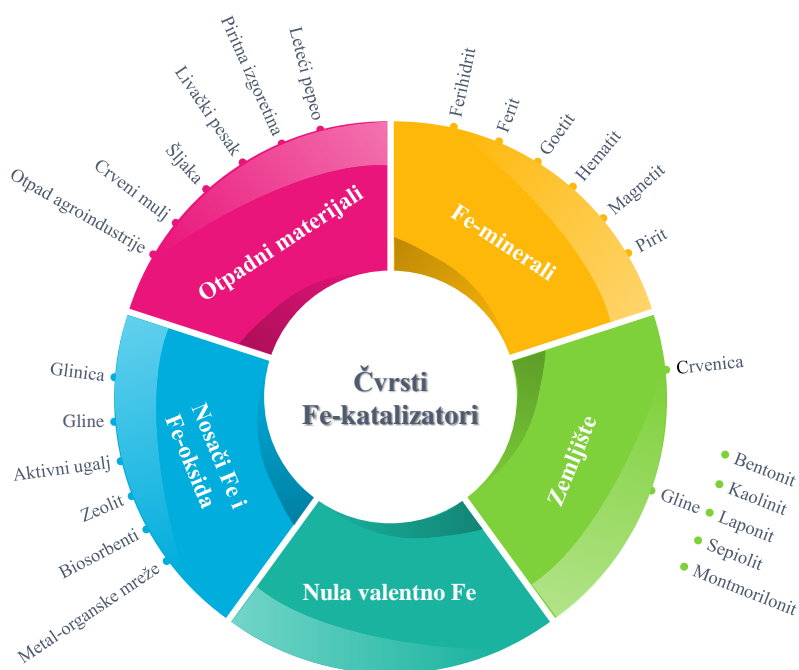 Čvrsti
Fe-katalizatori
Otpadni materijali
Otpad agroindustrije
Crveni mulj
Šljaka
Livački pesak
Piritna izgoretina
Leteći pepeo
Fe-minerali
Ferihidrit
Ferit
Goetit
Hematit
Magnetit
Pirit
Zemljište
Crvenica
Gline
Bentonit
Kaolinit
Laponit
Sepiolit
Montmorilonit
Nula valentno Fe
Nosači Fe i
Fe-oksida
Glinica
Gline
Aktivni ugalj
Zeolit
Biosorbenti
Metal-organske mreže